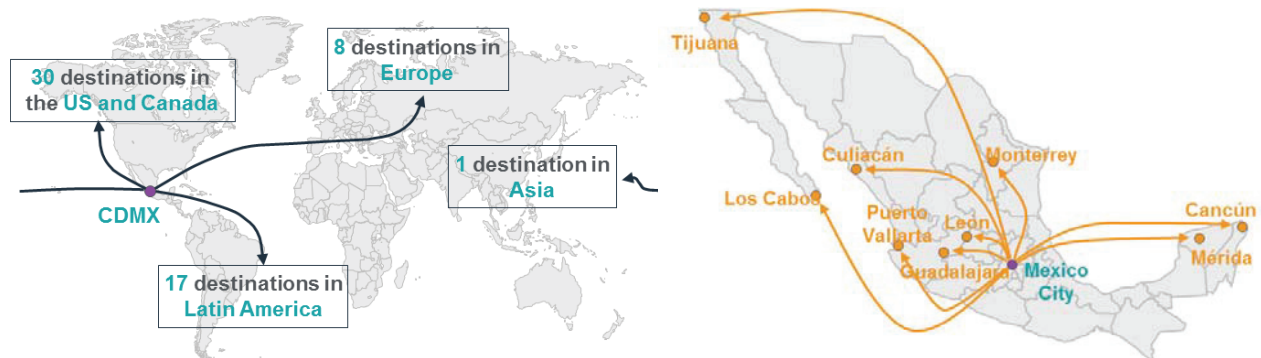 8 destinations in
Europe
30 destinations in
the US and Canada
1 destination in
Asia
CDMX
17 destinations in
Latin America
Tijuana
Culiacán
Monterrey
Los Cabos
Puerto
Vallarta
León
Cancún
Guadalajara
Mérida
Mexico
City